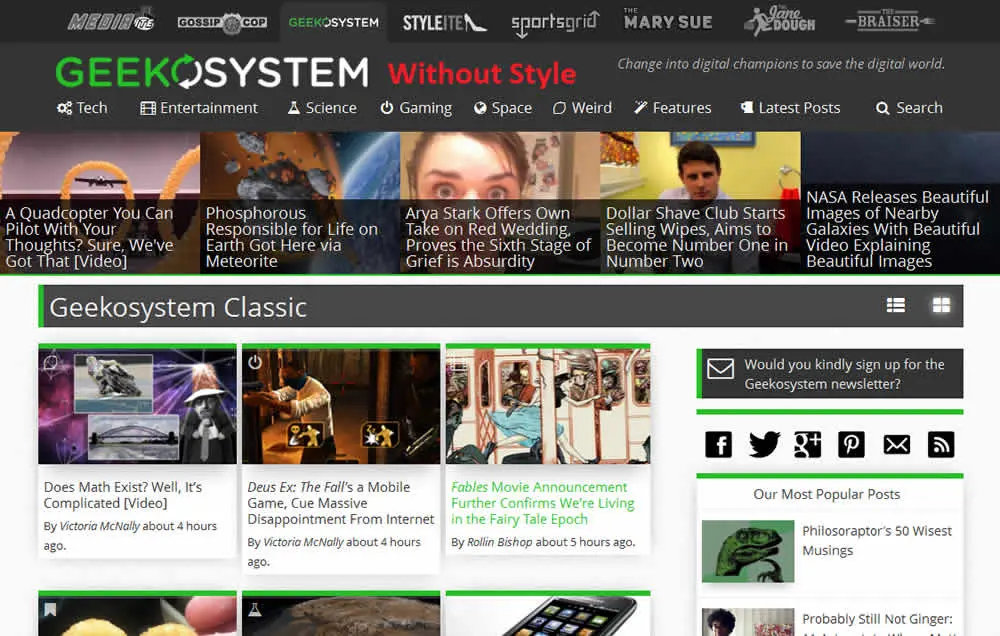 MEDIAite
GOSSIP COP
GEEKOSYSTEM
STYLEITE
sportsgrid
THE MARY SUE
the Jane DOUGH
THE BRAISER
GEEKOSYSTEM Without Style
Change into digital champions to save the digital world.
Tech Entertainment Science Gaming Space Weird Features Latest Posts Search
A Quadcopter You Can
Pilot With Your
Thoughts? Sure, We've
Got That [Video]
Phosphorous
Responsible for Life on
Earth Got Here via
Meteorite
Arya Stark Offers Own
Take on Red Wedding,
Proves the Sixth Stage of
Grief is Absurdity
Dollar Shave Club Starts
Selling Wipes, Aims to
Become Number One in
Number Two
NASA Releases Beautiful
Images of Nearby
Galaxies With Beautiful
Video Explaining
Beautiful Images
Geekosystem Classic
Does Math Exist? Well, It's
Complicated [Video]
By Victoria McNally about 4 hours
ago.
Deus Ex: The Fall's a Mobile
Game, Cue Massive
Disappointment From Internet
By Victoria McNally about 4 hours
ago.
Fables Movie Announcement
Further Confirms We're Living
in the Fairy Tale Epoch
By Rollin Bishop about 5 hours ago.
Would you kindly sign up for the
Geekosystem newsletter?
Our Most Popular Posts
Philosoraptor's 50 Wisest
Musings
Probably Still Not Ginger: